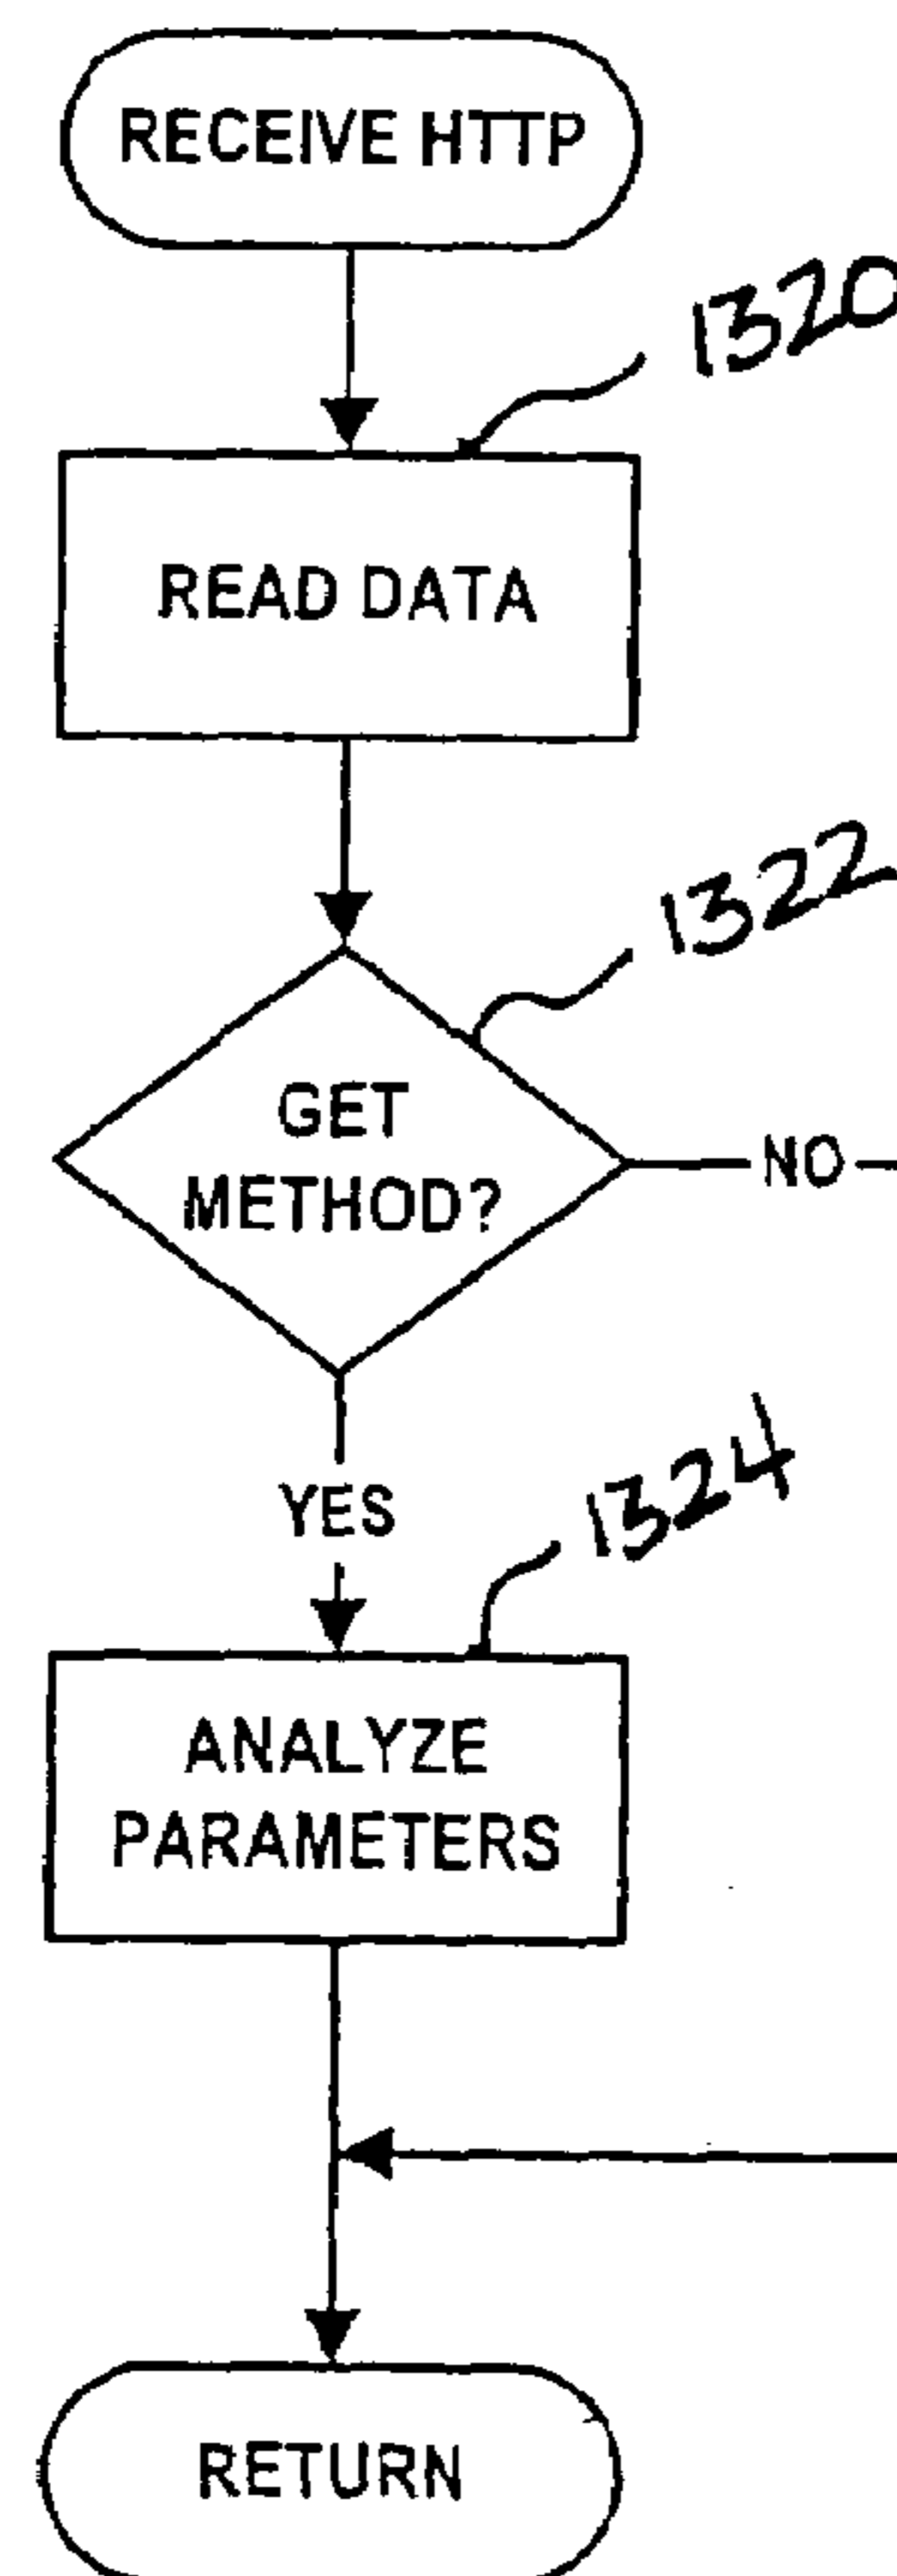 RECEIVE HTTP
1320
READ DATA
1322
GET
METHOD?
NO
YES
1324
ANALYZE
PARAMETERS
RETURN